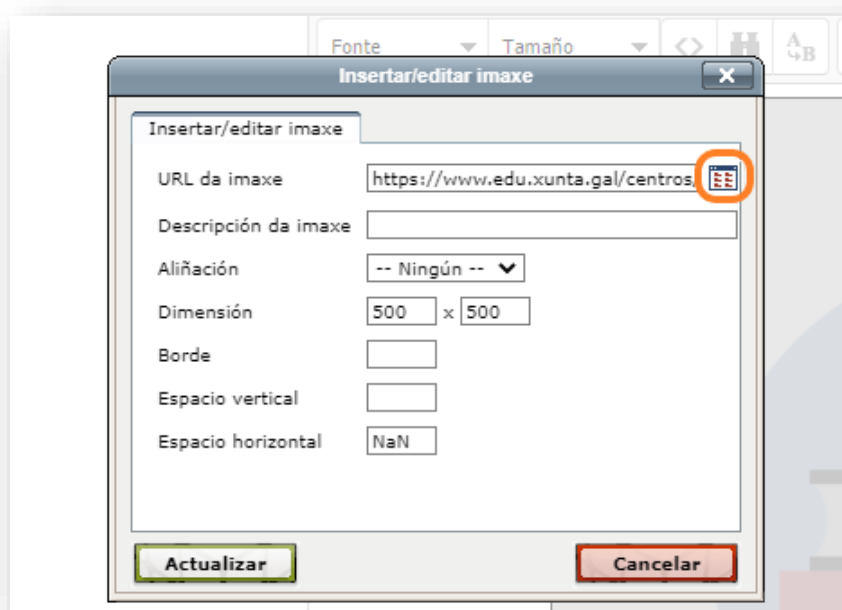 Fonte Tamaño A B
Insertar/editar imaxe X
Insertar/editar imaxe
URL da imaxe https://www.edu.xunta.gal/centros/
Descripción da imaxe
Aliñación -- Ningún --
Dimensión 500 x 500
Borde
Espacio vertical
Espacio horizontal NaN
Actualizar Cancelar